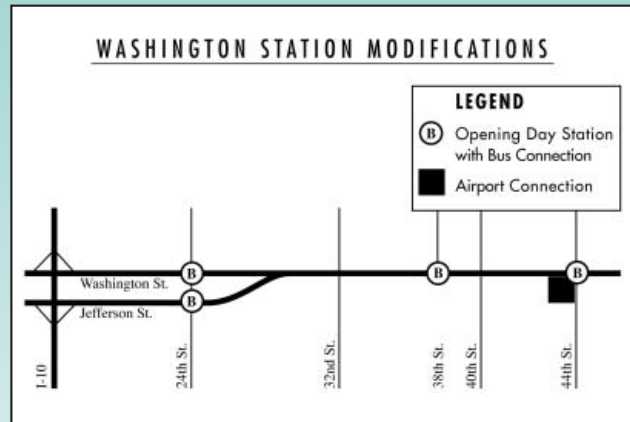 WASHINGTON STATION MODIFICATIONS
LEGEND
B Opening Day Station
with Bus Connection
Airport Connection
B
B
B
Washington St.
B
Jefferson St.
I-10
24th St.
32nd St.
38th St.
40th St.
44th St.